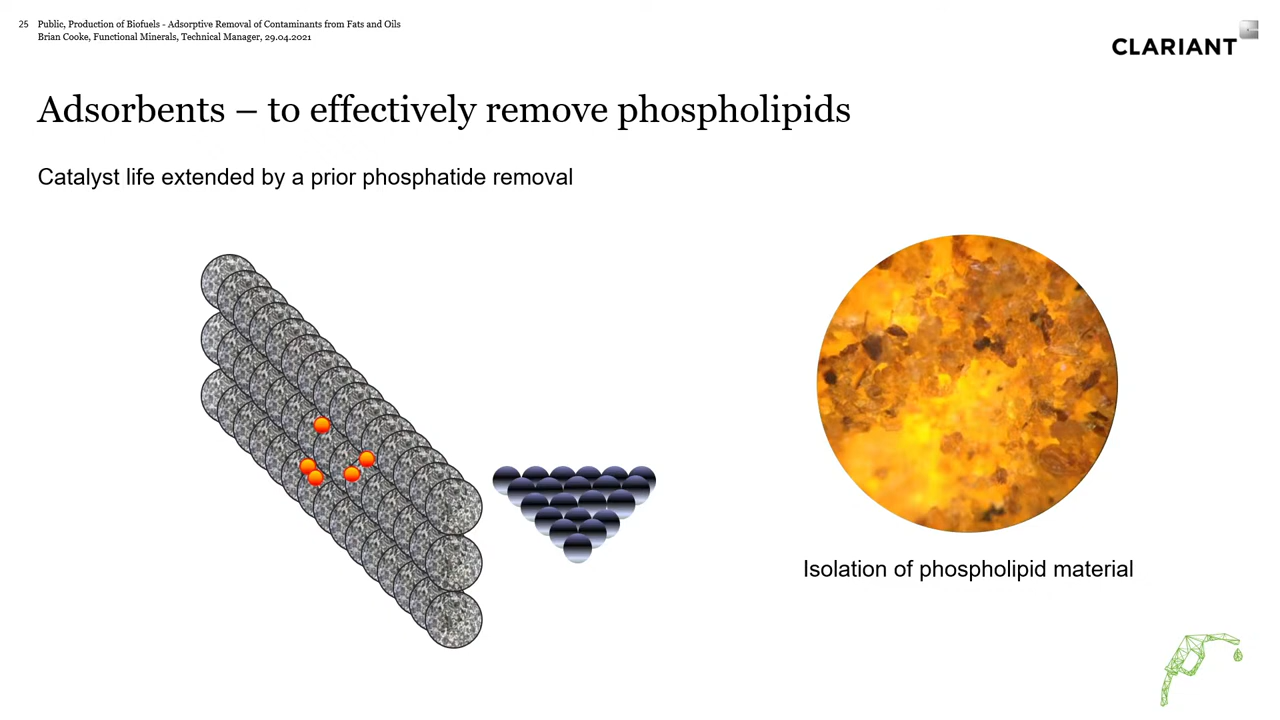 25 Public, Production of Biofuels - Adsorptive Removal of Contaminants from Fats and Oils
Brian Cooke, Functional Minerals, Technical Manager, 29.04.2021
CLARIANT
Adsorbents – to effectively remove phospholipids
Catalyst life extended by a prior phosphatide removal
Isolation of phospholipid material